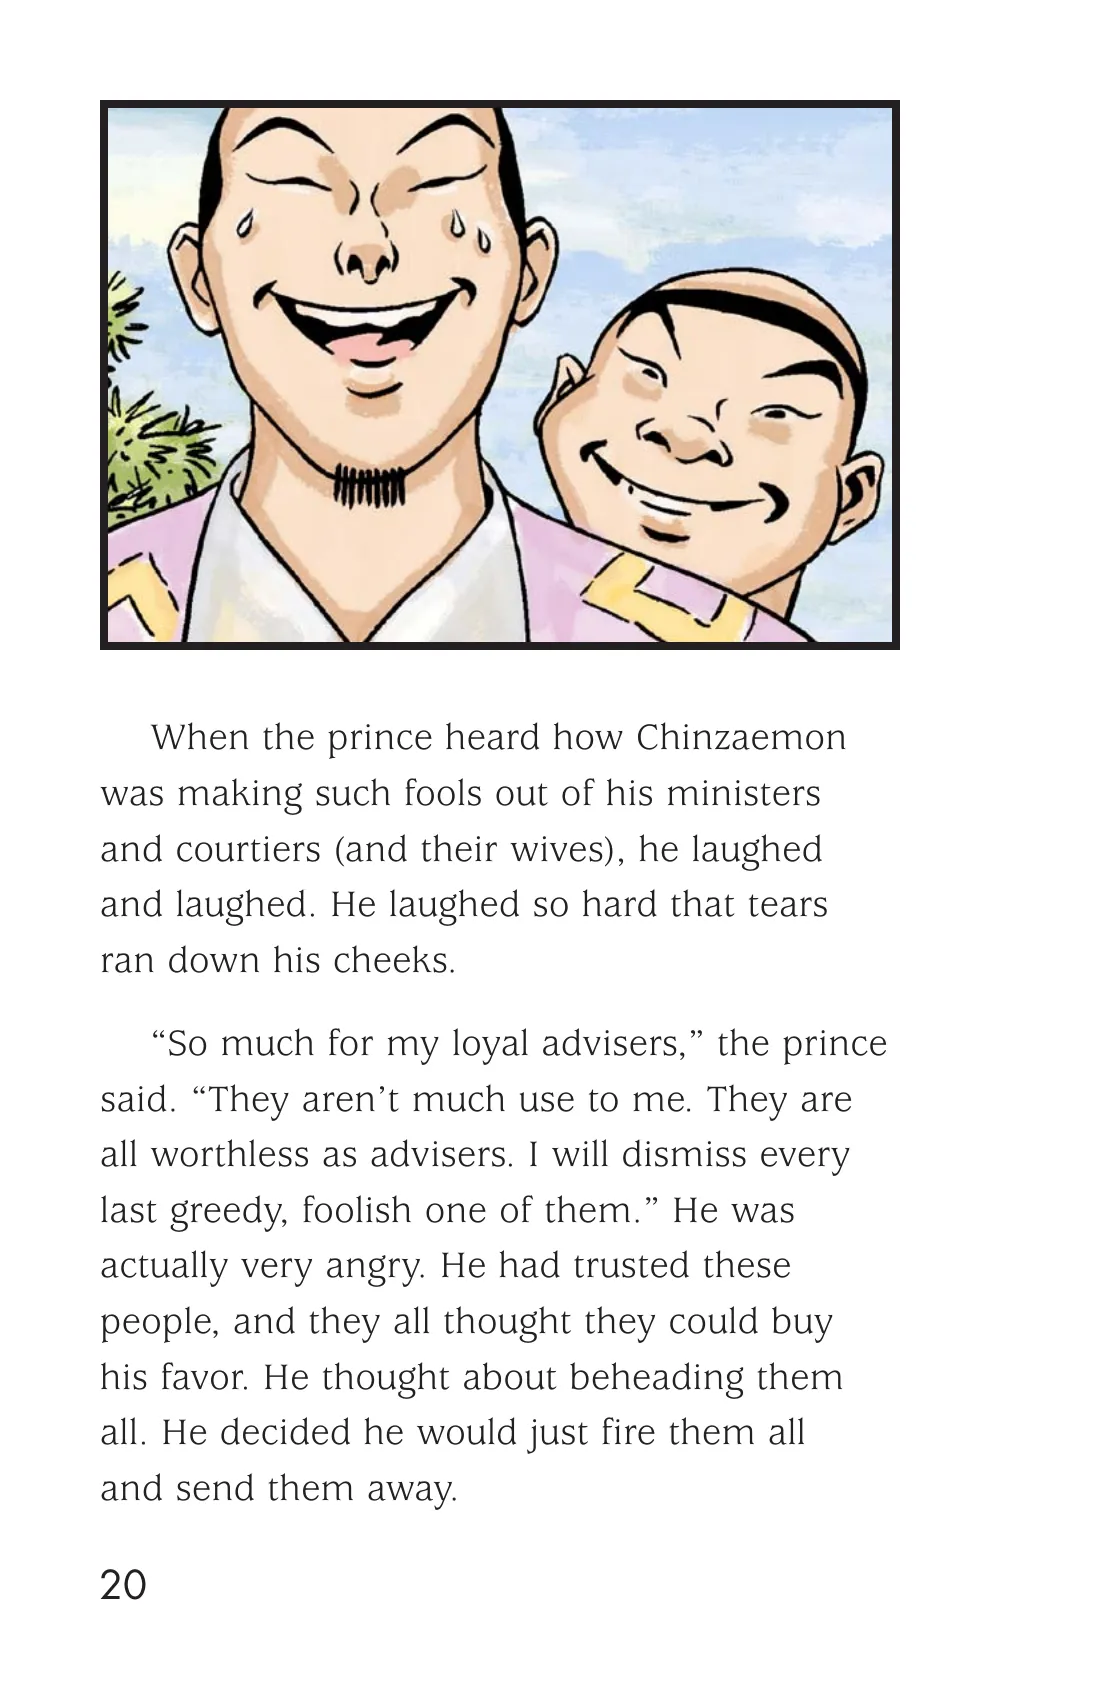 When the prince heard how Chinzaemon
was making such fools out of his ministers
and courtiers (and their wives), he laughed
and laughed. He laughed so hard that tears
ran down his cheeks.
“So much for my loyal advisers,” the prince
said. “They aren’t much use to me. They are
all worthless as advisers. I will dismiss every
last greedy, foolish one of them.” He was
actually very angry. He had trusted these
people, and they all thought they could buy
his favor. He thought about beheading them
all. He decided he would just fire them all
and send them away.
20